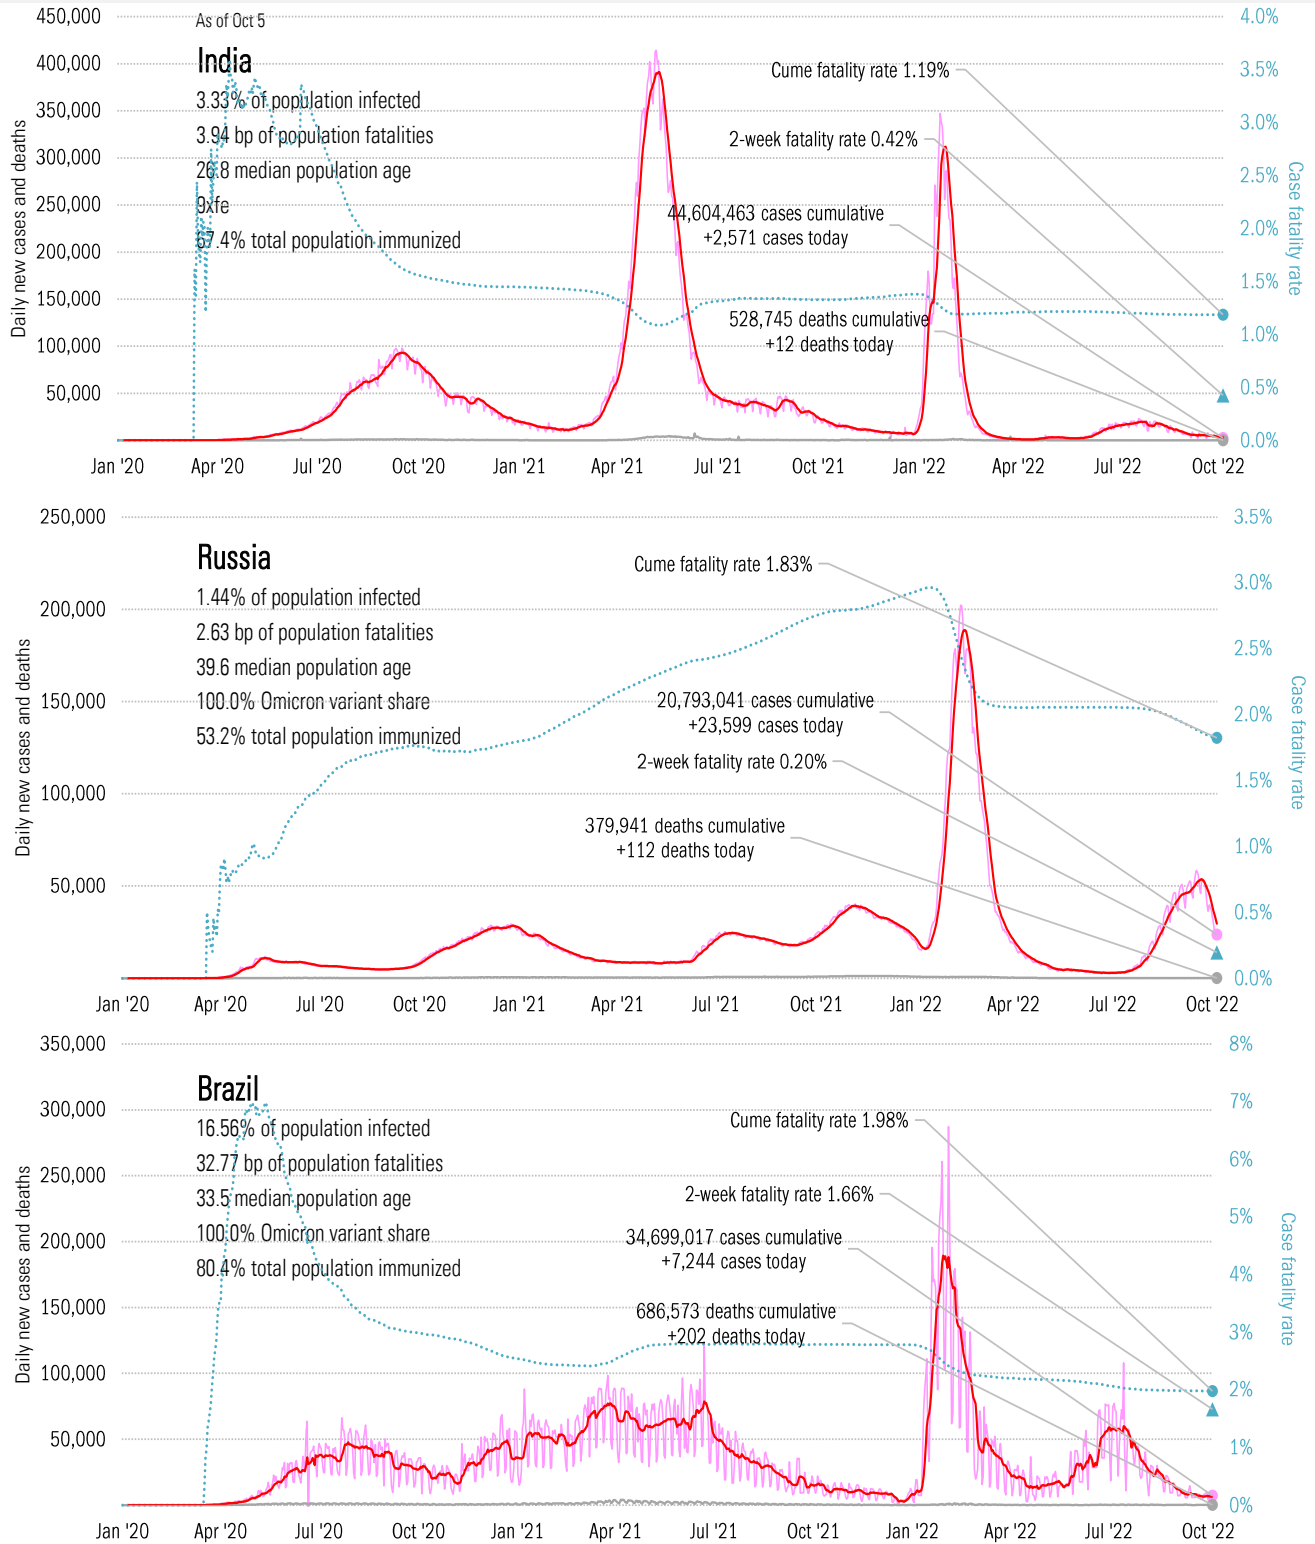 As of Oct 5
India
3.33% of population infected
3.94 bp of population fatalities
26.8 median population age
9xfe
67.4% total population immunized
Cume fatality rate 1.19%
2-week fatality rate 0.42%
44,604,463 cases cumulative
+2,571 cases today
528,745 deaths cumulative
+12 deaths today
Daily new cases and deaths
450,000
400,000
350,000
300,000
250,000
200,000
150,000
100,000
50,000
4.0%
3.5%
3.0%
2.5%
2.0%
1.5%
1.0%
0.5%
0.0%
Case fatality rate
Jan '20 Apr '20 Jul '20 Oct '20 Jan '21 Apr '21 Jul '21 Oct '21 Jan '22 Apr '22 Jul '22 Oct '22
Russia
1.44% of population infected
2.63 bp of population fatalities
39.6 median population age
100.0% Omicron variant share
53.2% total population immunized
Cume fatality rate 1.83%
20,793,041 cases cumulative
+23,599 cases today
2-week fatality rate 0.20%
379,941 deaths cumulative
+112 deaths today
Daily new cases and deaths
250,000
200,000
150,000
100,000
50,000
3.5%
3.0%
2.5%
2.0%
1.5%
1.0%
0.5%
0.0%
Case fatality rate
Jan '20 Apr '20 Jul '20 Oct '20 Jan '21 Apr '21 Jul '21 Oct '21 Jan '22 Apr '22 Jul '22 Oct '22
Brazil
16.56% of population infected
32.77 bp of population fatalities
33.5 median population age
100.0% Omicron variant share
80.4% total population immunized
Cume fatality rate 1.98%
2-week fatality rate 1.66%
34,699,017 cases cumulative
+7,244 cases today
686,573 deaths cumulative
+202 deaths today
Daily new cases and deaths
350,000
300,000
250,000
200,000
150,000
100,000
50,000
8%
7%
6%
5%
4%
3%
2%
1%
0%
Case fatality rate
Jan '20 Apr '20 Jul '20 Oct '20 Jan '21 Apr '21 Jul '21 Oct '21 Jan '22 Apr '22 Jul '22 Oct '22